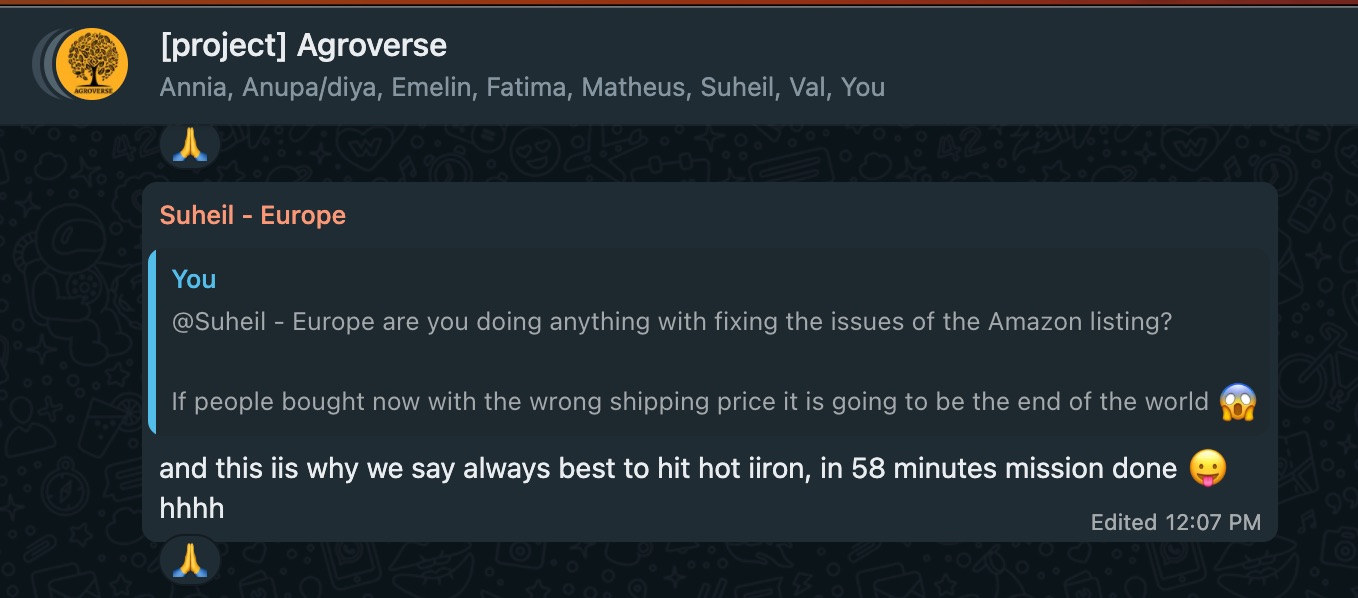 [project] Agroverse
AGROVERSE
Annia, Anupa/diya, Emelin, Fatima, Matheus, Suheil, Val, You
🙏
Suheil - Europe
You
@Suheil - Europe are you doing anything with fixing the issues of the Amazon listing?
If people bought now with the wrong shipping price it is going to be the end of the world 😱
and this iis why we say always best to hit hot iiron, in 58 minutes mission done 😛
hhhh
Edited 12:07 PM
🙏